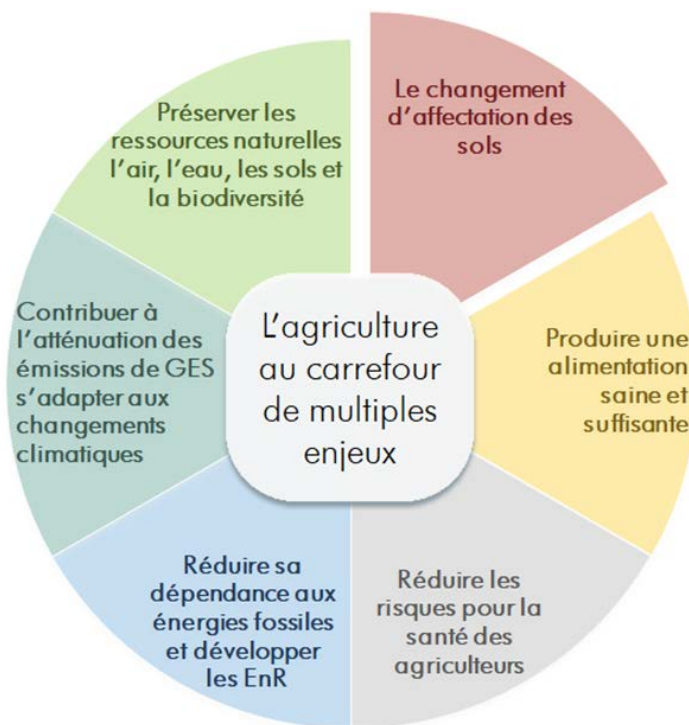 Le changement
d'affectation des
sols
Produire une
alimentation
saine et
suffisante
Réduire les
risques pour la
santé des
agriculteurs
Réduire sa
dépendance aux
énergies fossiles
et développer
les EnR
Contribuer à
l'atténuation des
émissions de GES
s'adapter aux
changements
climatiques
Préserver les
ressources naturelles
l'air, l'eau, les sols et
la biodiversité
L'agriculture
au carrefour
de multiples
enjeux